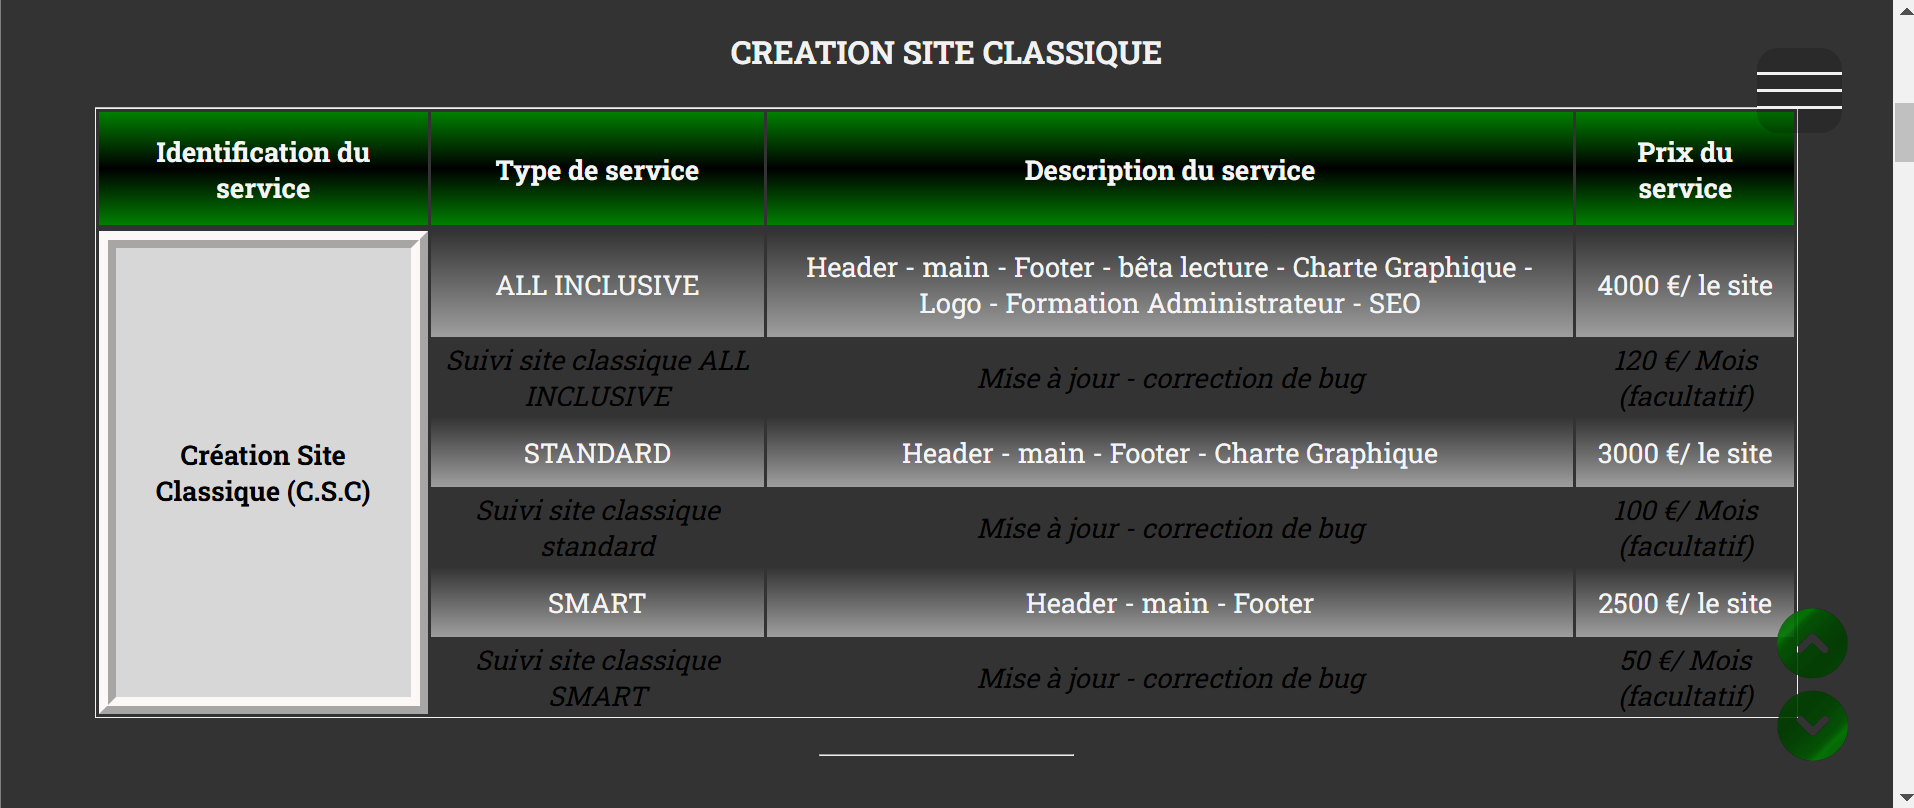 CREATION SITE CLASSIQUE
Identification du
service
Type de service
Description du service
Prix du
service
Création Site
Classique (C.S.C)
ALL INCLUSIVE
Header - main - Footer - bêta lecture - Charte Graphique -
Logo - Formation Administrateur - SEO
4000 €/ le site
Suivi site classique ALL
INCLUSIVE
Mise à jour - correction de bug
120 €/ Mois
(facultatif)
STANDARD
Header - main - Footer - Charte Graphique
3000 €/ le site
Suivi site classique
standard
Mise à jour - correction de bug
100 €/ Mois
(facultatif)
SMART
Header - main - Footer
2500 €/ le site
Suivi site classique
SMART
Mise à jour - correction de bug
50 €/ Mois
(facultatif)